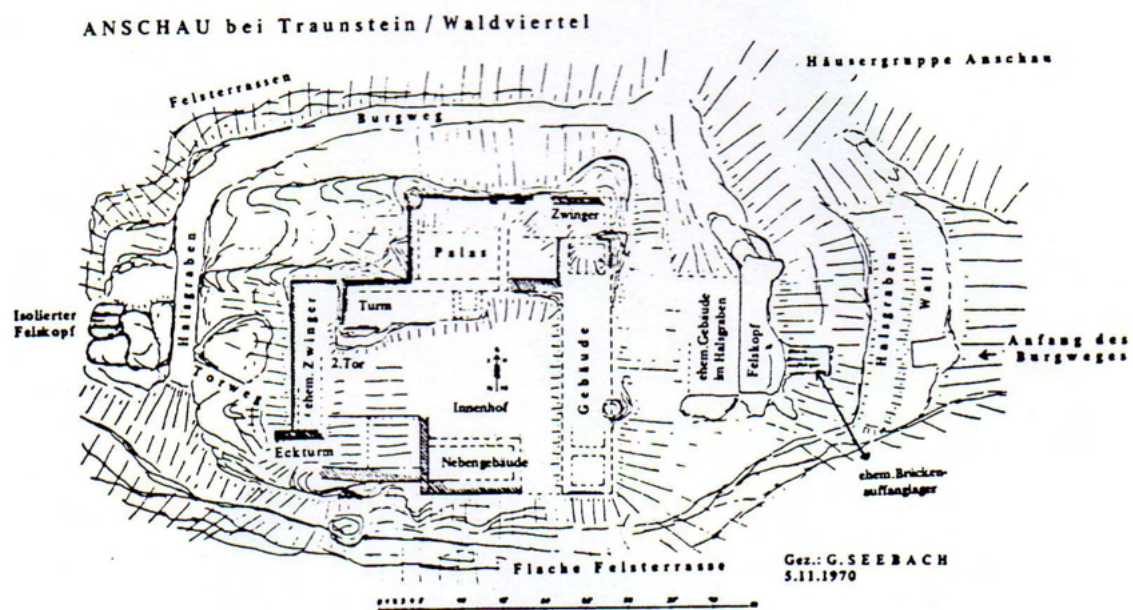 ANSCHAU bei Traunstein / Waldviertel
Häusergruppe Anschau
Felsterrassen
Burgweg
Zwinger
Palas
Halsgraben
Isolierter
Felskopf
Turm
ehem. Zwinger
2. Tor
Torweg
Innenhof
Gebäude
ehem. Gebäude
im Halsgraben
Felskopf
Halsgraben
Wall
Anfang des
Burgweges
Eckturm
Nebengebäude
ehem. Brücken-
auffanglager
Flache Felsterrasse
Gez.: G. SEEBACH
5.11.1970